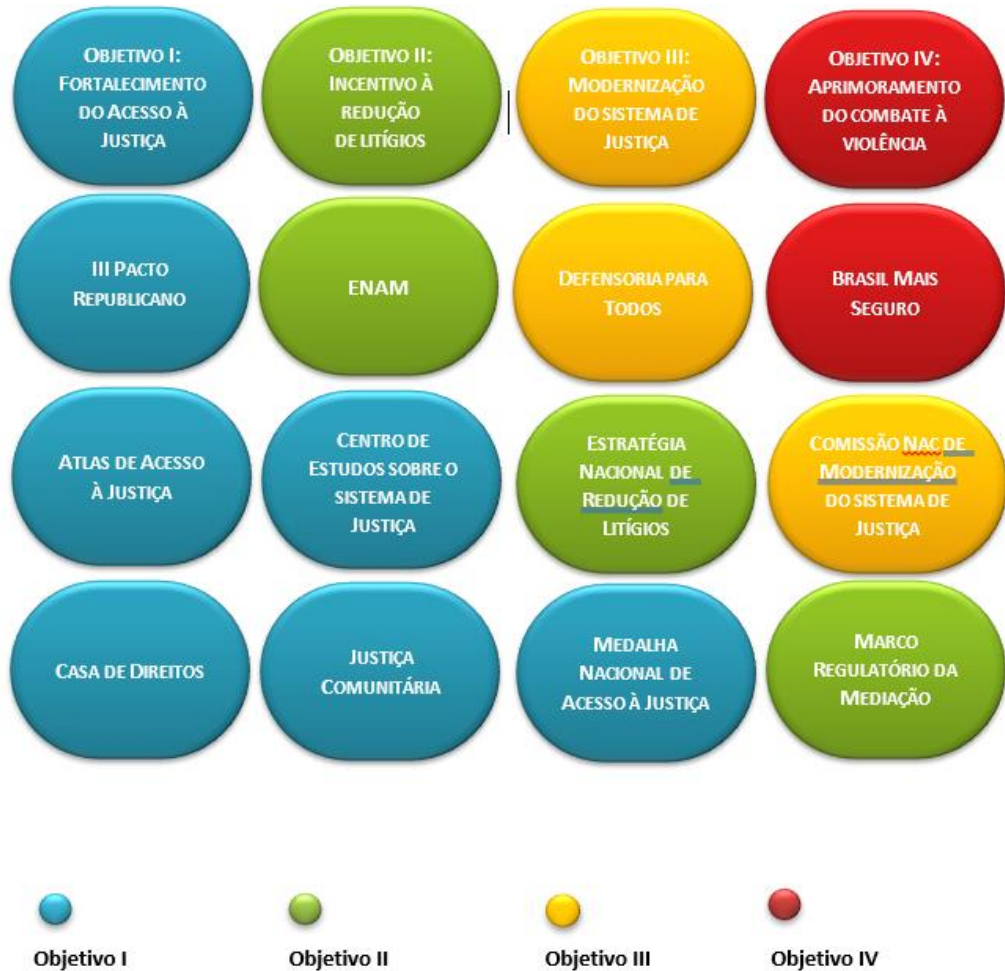 OBJETIVO I:
FORTALECIMENTO
DO ACESSO À
JUSTIÇA
OBJETIVO II:
INCENTIVO À
REDUÇÃO
DE LITÍGIOS
OBJETIVO III:
MODERNIZAÇÃO
DO SISTEMA DE
JUSTIÇA
OBJETIVO IV:
APRIMORAMENTO
DO COMBATE À
VIOLÊNCIA
III PACTO
REPUBLICANO
ENAM
DEFENSORIA PARA
TODOS
BRASIL MAIS
SEGURO
ATLAS DE ACESSO
À JUSTIÇA
CENTRO DE
ESTUDOS SOBRE O
SISTEMA DE
JUSTIÇA
ESTRATÉGIA
NACIONAL DE
REDUÇÃO DE
LITÍGIOS
COMISSÃO NAC DE
MODERNIZAÇÃO
DO SISTEMA DE
JUSTIÇA
CASA DE DIREITOS
JUSTIÇA
COMUNITÁRIA
MEDALHA
NACIONAL DE
ACESSO À JUSTIÇA
MARCO
REGULATÓRIO DA
MEDIAÇÃO
Objetivo I
Objetivo II
Objetivo III
Objetivo IV